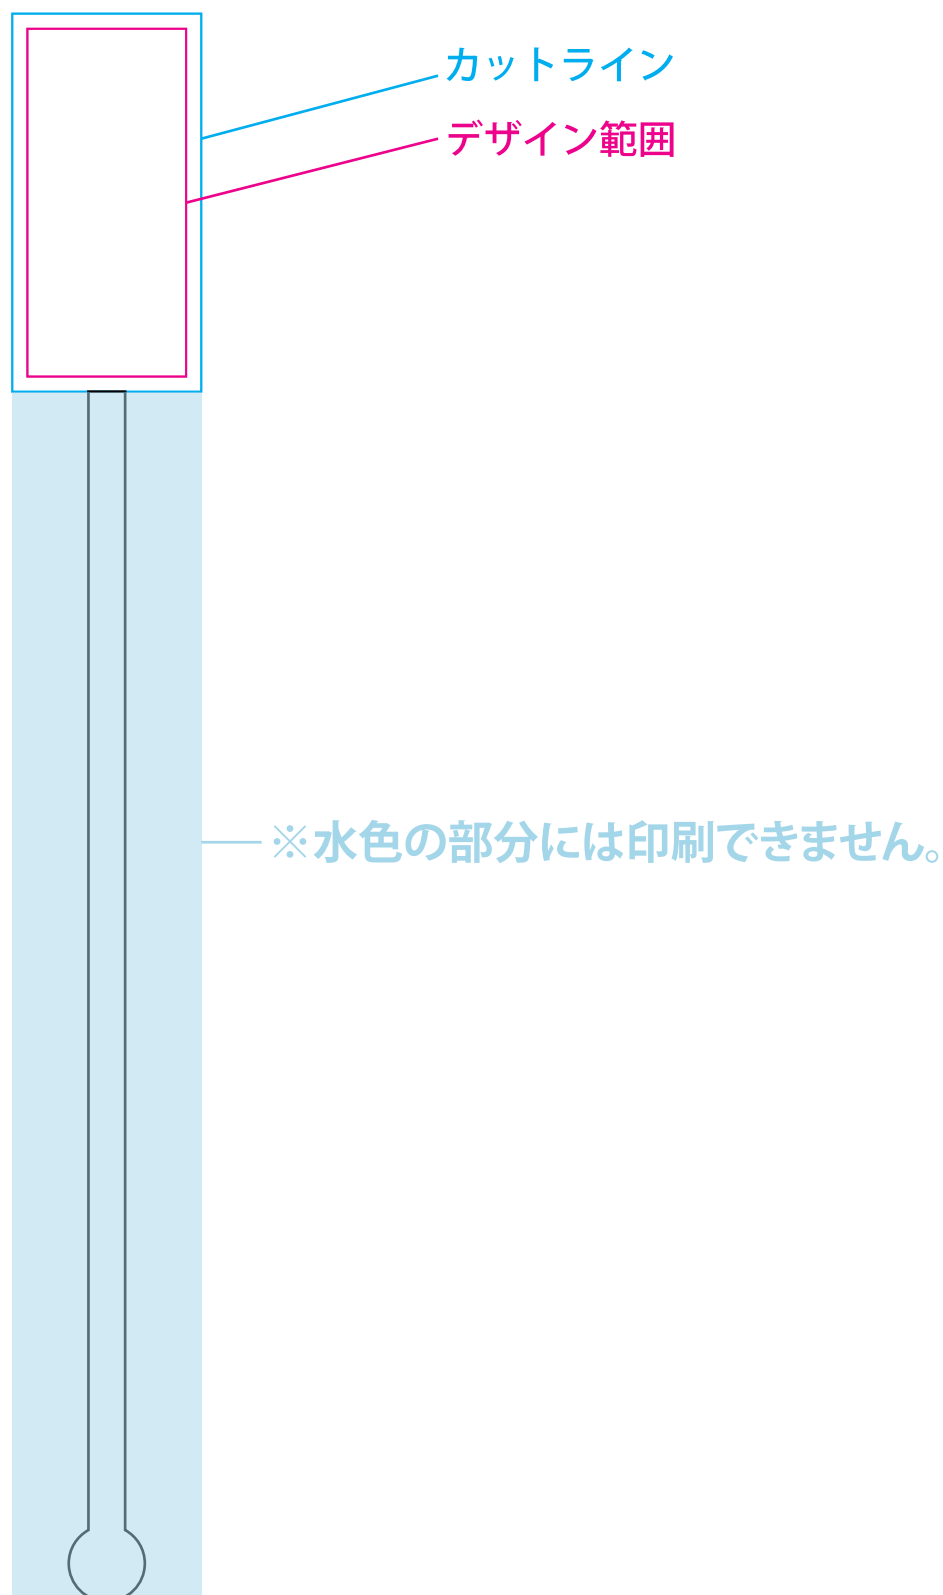 カットライン
デザイン範囲
※水色の部分には印刷できません。